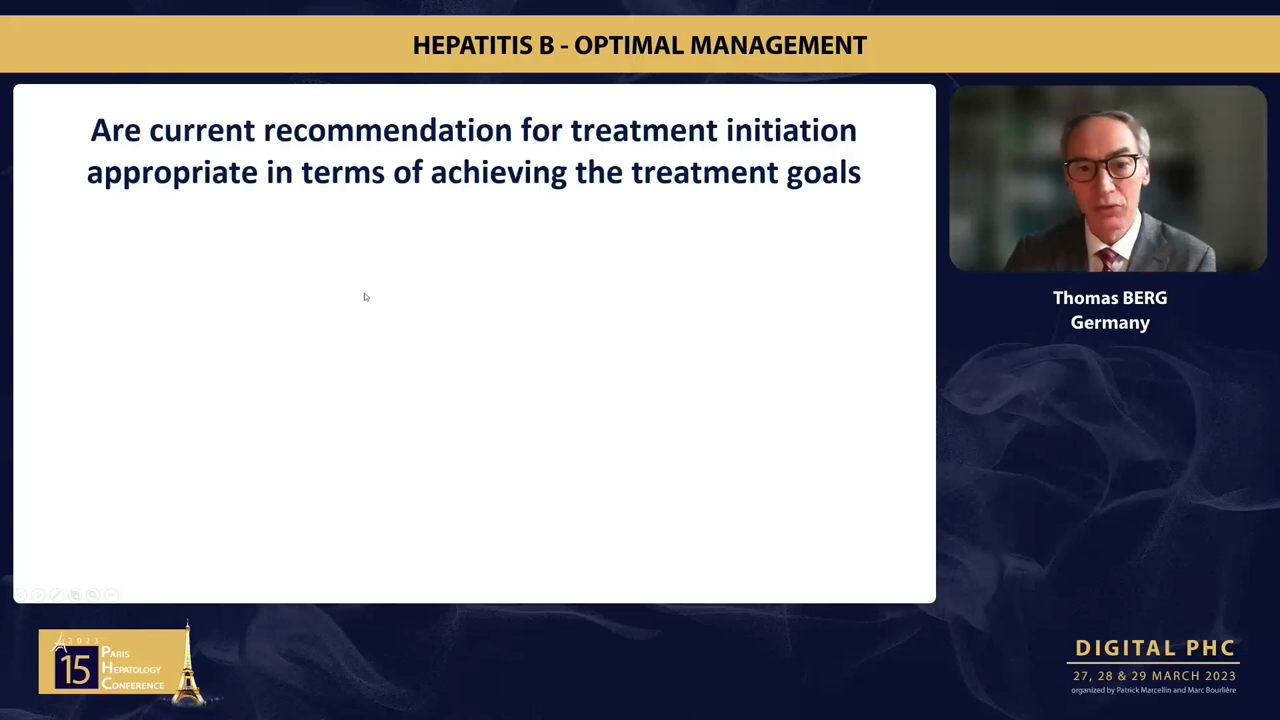 HEPATITIS B - OPTIMAL MANAGEMENT
Are current recommendation for treatment initiation
appropriate in terms of achieving the treatment goals
Thomas BERG
Germany
2023
15
PARIS
HEPATOLOGY
CONFERENCE
DIGITAL PHC
27, 28 & 29 MARCH 2023
organized by Patrick Marcellin and Marc Bourlière